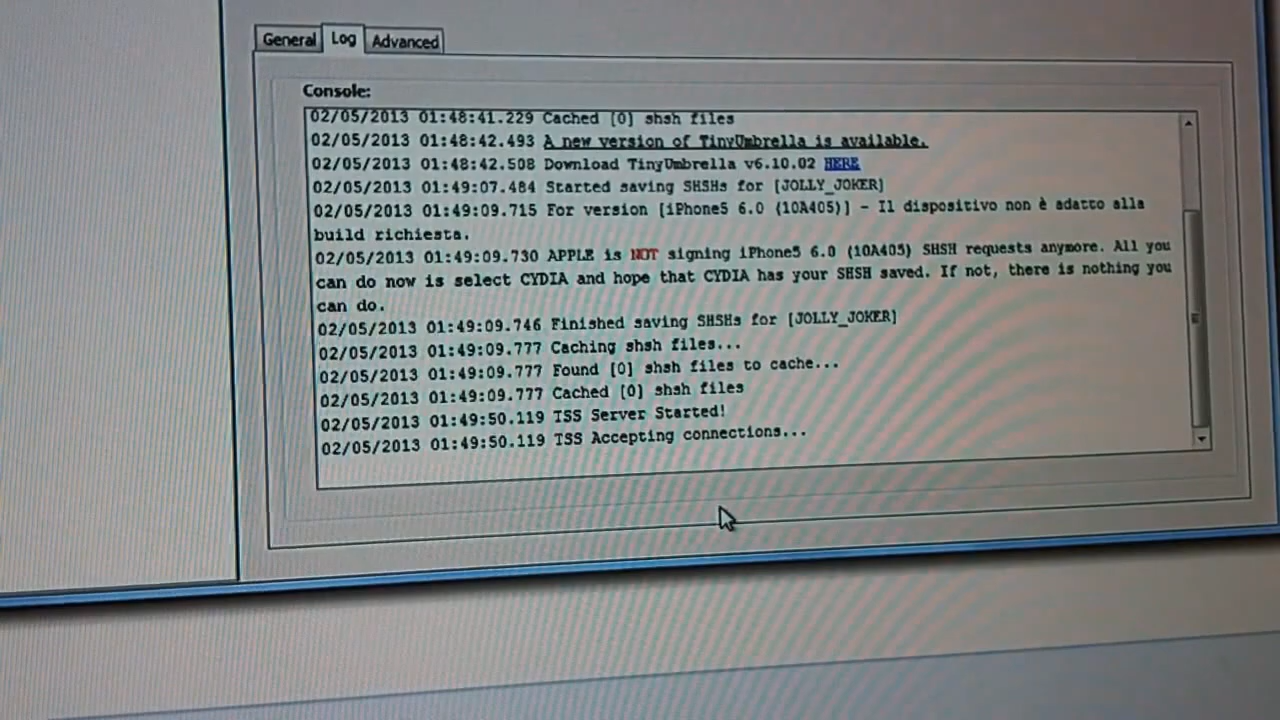 General Log Advanced
Console:
02/05/2013 01:48:41.229 Cached [0] shsh files
02/05/2013 01:48:42.493 A new version of TinyUmbrella is available.
02/05/2013 01:48:42.508 Download TinyUmbrella v6.10.02 HERE
02/05/2013 01:49:07.484 Started saving SHSHs for [JOLLY_JOKER]
02/05/2013 01:49:09.715 For version [iPhone5 6.0 (10A405)] - Il dispositivo non è adatto alla
build richiesta.
02/05/2013 01:49:09.730 APPLE is NOT signing iPhone5 6.0 (10A405) SHSH requests anymore. All you
can do now is select CYDIA and hope that CYDIA has your SHSH saved. If not, there is nothing you
can do.
02/05/2013 01:49:09.746 Finished saving SHSHs for [JOLLY_JOKER]
02/05/2013 01:49:09.777 Caching shsh files...
02/05/2013 01:49:09.777 Found [0] shsh files to cache...
02/05/2013 01:49:09.777 Cached [0] shsh files
02/05/2013 01:49:50.119 TSS Server Started!
02/05/2013 01:49:50.119 TSS Accepting connections...